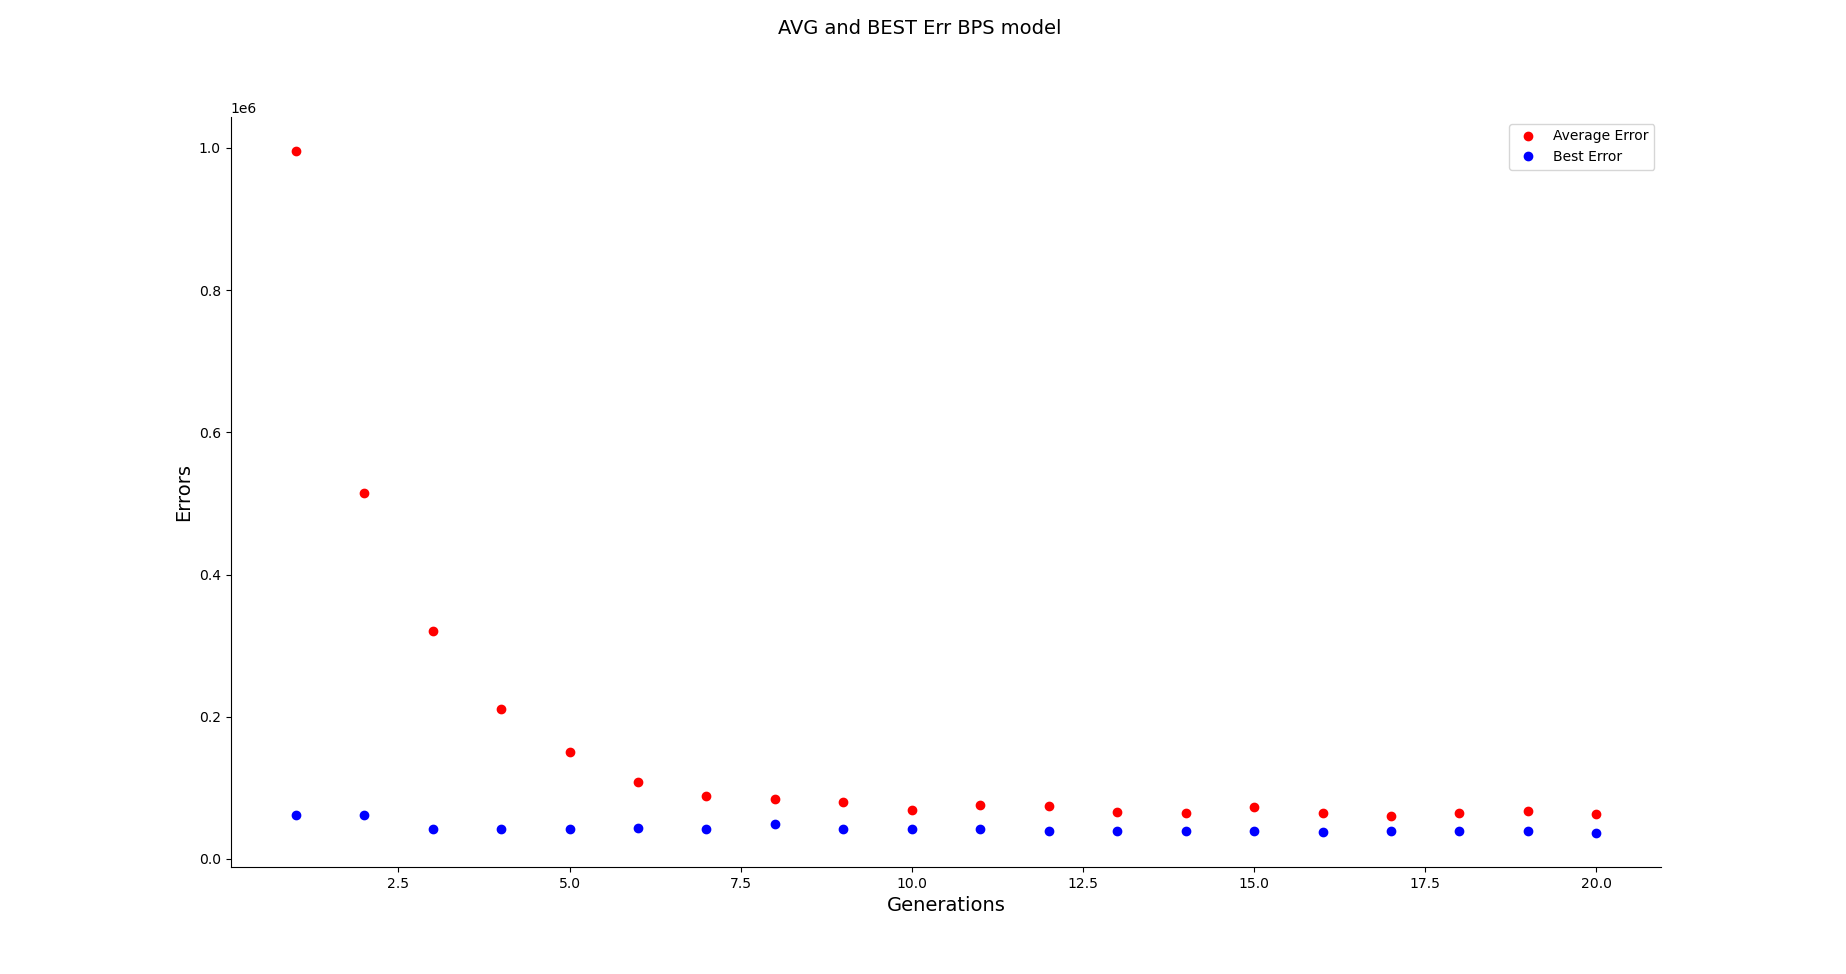 AVG and BEST Err BPS model
1e6
Average Error
Best Error
1.0
0.8
0.6
0.4
0.2
0.0
Errors
2.5 5.0 7.5 10.0 12.5 15.0 17.5 20.0
Generations